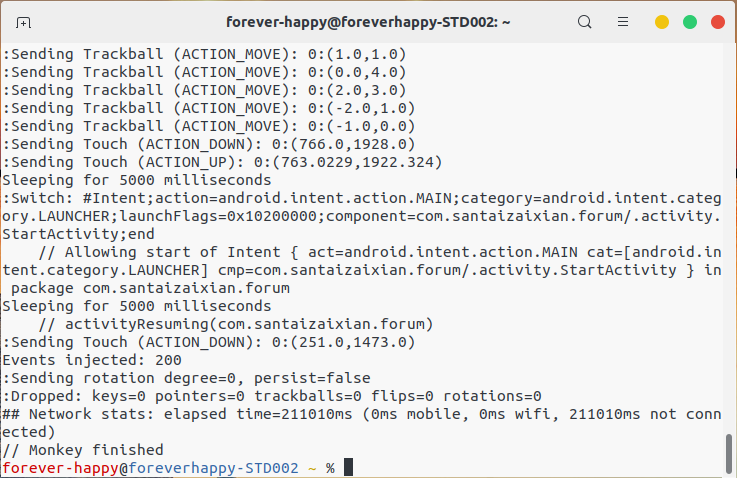 forever-happy@foreverhappy-STD002: ~
:Sending Trackball (ACTION_MOVE): 0:(1.0,1.0)
:Sending Trackball (ACTION_MOVE): 0:(0.0,4.0)
:Sending Trackball (ACTION_MOVE): 0:(2.0,3.0)
:Sending Trackball (ACTION_MOVE): 0:(-2.0,1.0)
:Sending Trackball (ACTION_MOVE): 0:(-1.0,0.0)
:Sending Touch (ACTION_DOWN): 0:(766.0,1928.0)
:Sending Touch (ACTION_UP): 0:(763.0229,1922.324)
Sleeping for 5000 milliseconds
:Switch: #Intent;action=android.intent.action.MAIN;category=android.intent.categ
ory.LAUNCHER;launchFlags=0x10200000;component=com.santaizaixian.forum/.activity.
StartActivity;end
    // Allowing start of Intent { act=android.intent.action.MAIN cat=[android.in
tent.category.LAUNCHER] cmp=com.santaizaixian.forum/.activity.StartActivity } in
 package com.santaizaixian.forum
Sleeping for 5000 milliseconds
    // activityResuming(com.santaizaixian.forum)
:Sending Touch (ACTION_DOWN): 0:(251.0,1473.0)
Events injected: 200
:Sending rotation degree=0, persist=false
:Dropped: keys=0 pointers=0 trackballs=0 flips=0 rotations=0
## Network stats: elapsed time=211010ms (0ms mobile, 0ms wifi, 211010ms not conn
ected)
// Monkey finished
forever-happy@foreverhappy-STD002 ~ %